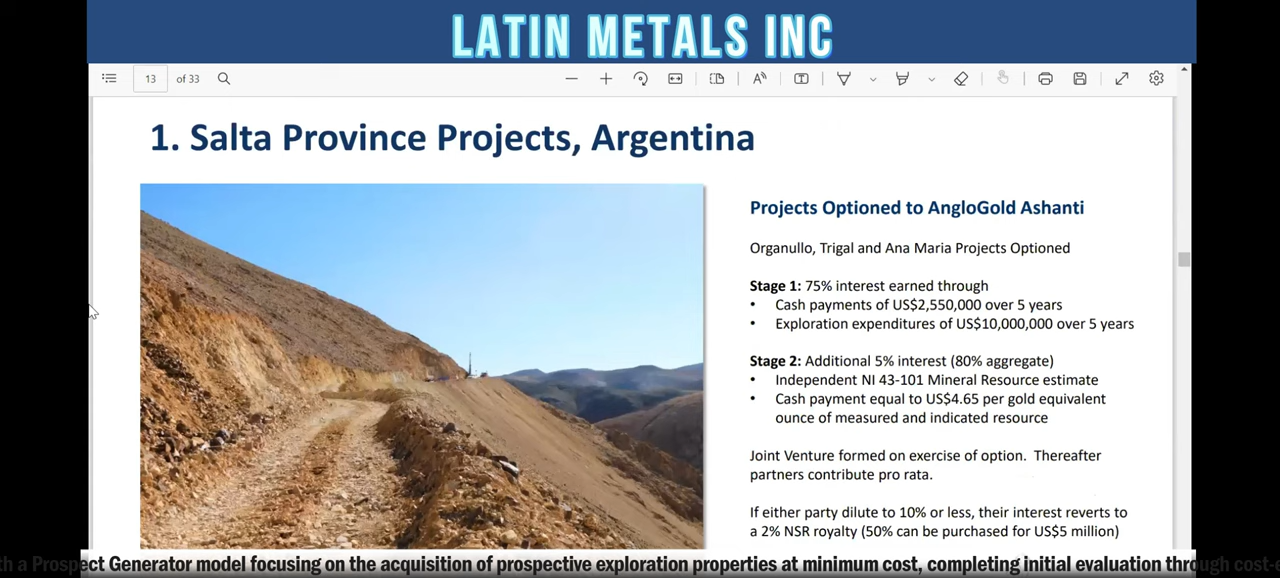 LATIN METALS INC
13 of 33
1. Salta Province Projects, Argentina
Projects Optioned to AngloGold Ashanti
Organullo, Trigal and Ana Maria Projects Optioned
Stage 1: 75% interest earned through
• Cash payments of US$2,550,000 over 5 years
• Exploration expenditures of US$10,000,000 over 5 years
Stage 2: Additional 5% interest (80% aggregate)
• Independent NI 43-101 Mineral Resource estimate
• Cash payment equal to US$4.65 per gold equivalent
ounce of measured and indicated resource
Joint Venture formed on exercise of option. Thereafter
partners contribute pro rata.
If either party dilute to 10% or less, their interest reverts to
a 2% NSR royalty (50% can be purchased for US$5 million)
a Prospect Generator model focusing on the acquisition of prospective exploration properties at minimum cost, completing initial evaluation through